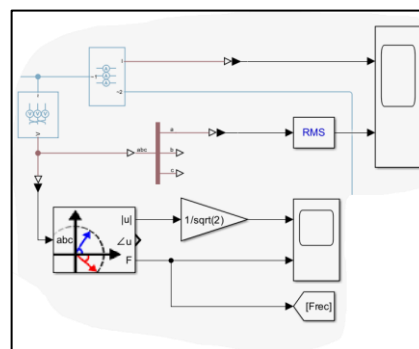 I
~1
~2
V
a
abc
b
c
RMS
|u|
abc
∠u
F
1/sqrt(2)
[Frec]